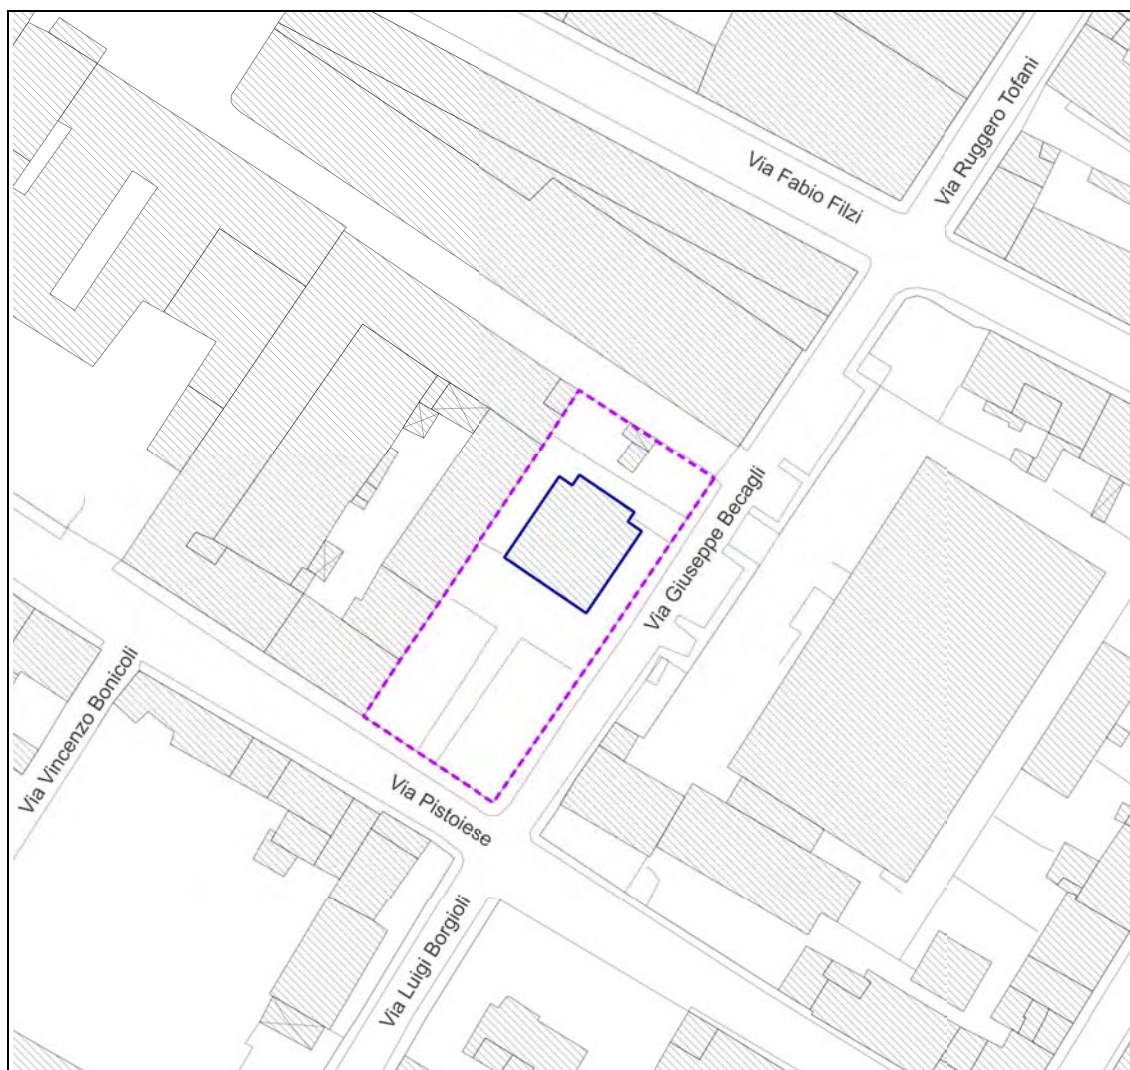 Via Ruggero Tofani
Via Fabio Filzi
Via Giuseppe Becagli
Via Vincenzo Bonicoli
Via Pistoiese
Via Luigi Borgioli